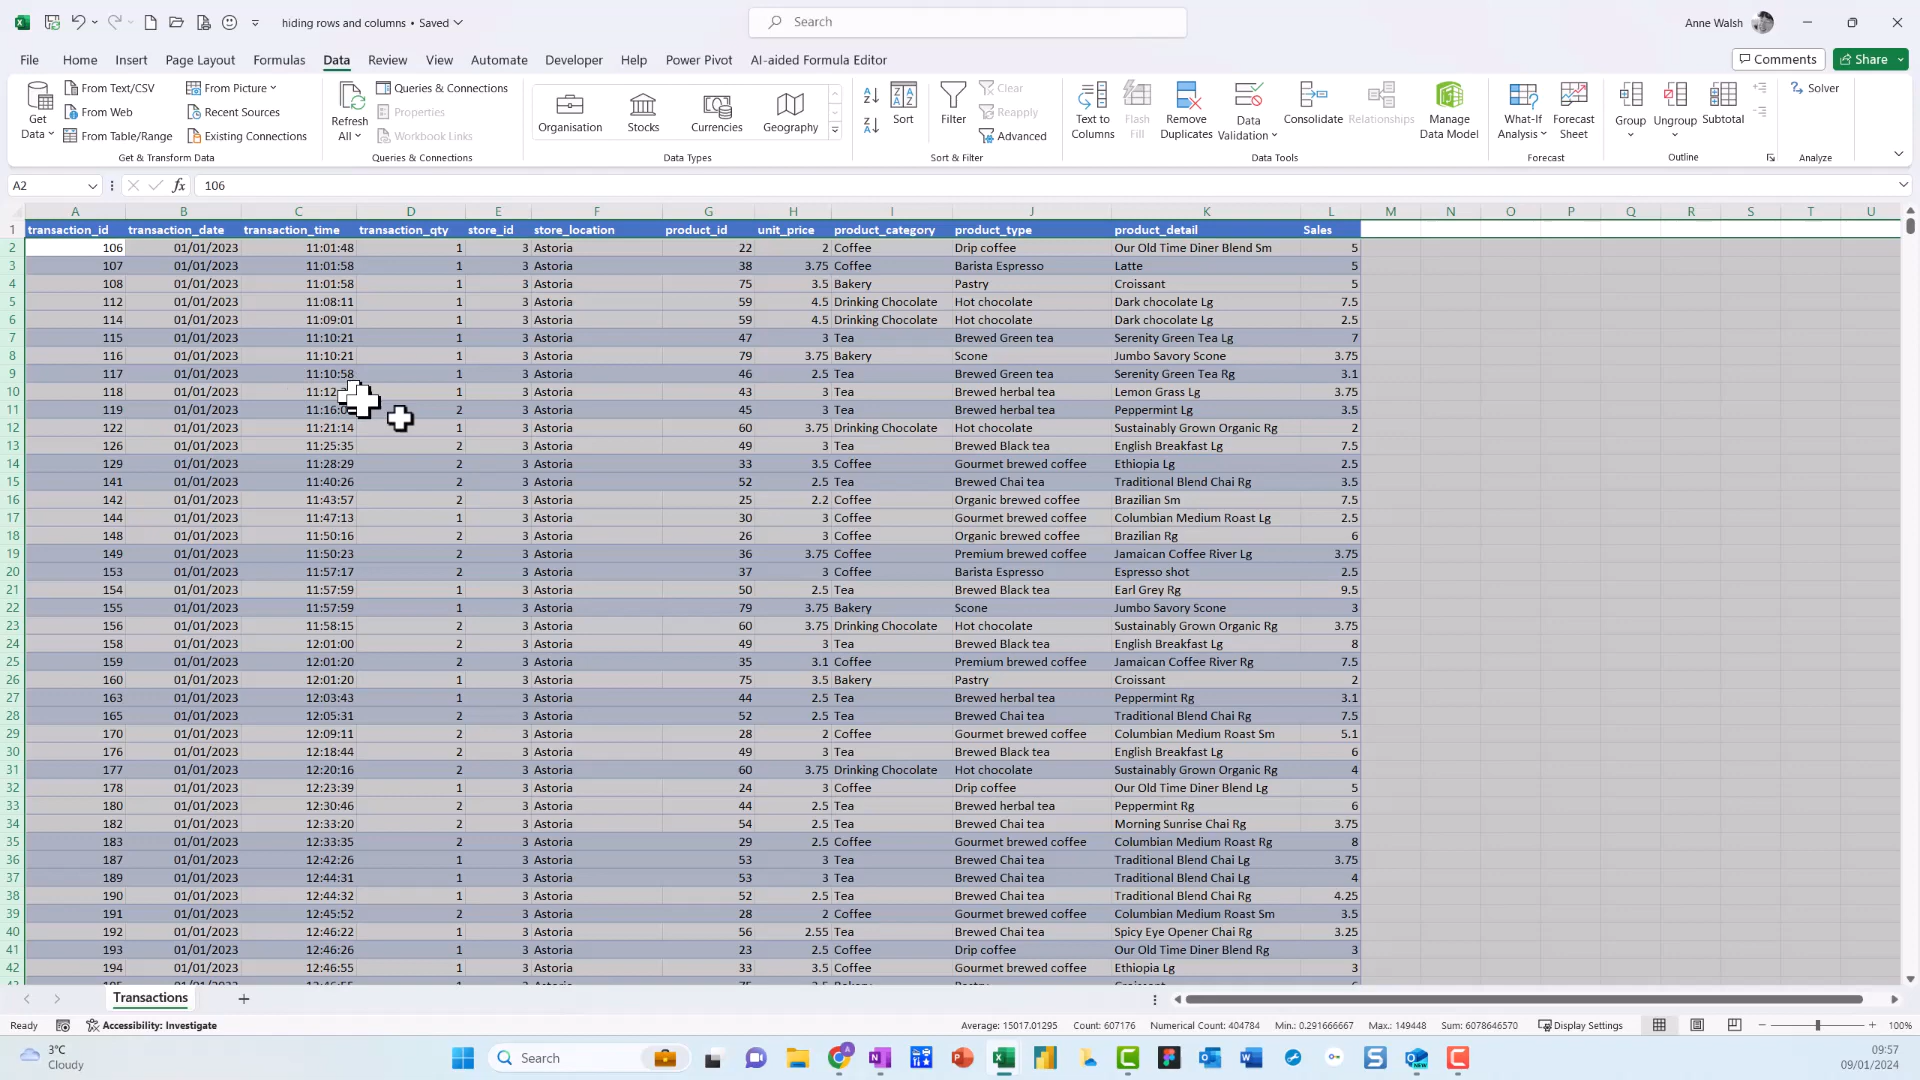 hiding rows and columns • Saved
Search
Anne Walsh
File Home Insert Page Layout Formulas Data Review View Automate Developer Help Power Pivot AI-aided Formula Editor
Comments Share
Get Data
From Text/CSV
From Web
From Table/Range
From Picture
Recent Sources
Existing Connections
Get & Transform Data
Refresh All
Queries & Connections
Properties
Workbook Links
Queries & Connections
Organisation Stocks Currencies Geography
Data Types
Sort
Filter
Clear
Reapply
Advanced
Sort & Filter
Text to Columns
Flash Fill
Remove Duplicates
Data Validation
Consolidate
Relationships
Manage Data Model
Data Tools
What-If Analysis
Forecast Sheet
Forecast
Group
Ungroup
Subtotal
Outline
Solver
Analyze
A2 fx 106
A B C D E F G H I J K L M N O P Q R S T U
1 transaction_id transaction_date transaction_time transaction_qty store_id store_location product_id unit_price product_category product_type product_detail Sales
2 106 01/01/2023 11:01:48 1 3 Astoria 22 2 Coffee Drip coffee Our Old Time Diner Blend Sm 5
3 107 01/01/2023 11:01:58 1 3 Astoria 38 3.75 Coffee Barista Espresso Latte 5
4 108 01/01/2023 11:01:58 1 3 Astoria 75 3.5 Bakery Pastry Croissant 5
5 112 01/01/2023 11:08:11 1 3 Astoria 59 4.5 Drinking Chocolate Hot chocolate Dark chocolate Lg 7.5
6 114 01/01/2023 11:09:01 1 3 Astoria 59 4.5 Drinking Chocolate Hot chocolate Dark chocolate Lg 2.5
7 115 01/01/2023 11:10:21 1 3 Astoria 47 3 Tea Brewed Green tea Serenity Green Tea Lg 7
8 116 01/01/2023 11:10:21 1 3 Astoria 79 3.75 Bakery Scone Jumbo Savory Scone 3.75
9 117 01/01/2023 11:10:58 1 3 Astoria 46 2.5 Tea Brewed Green tea Serenity Green Tea Rg 3.1
10 118 01/01/2023 1 3 Astoria 43 3 Tea Brewed herbal tea Lemon Grass Lg 3.75
11 119 01/01/2023 2 3 Astoria 45 3 Tea Brewed herbal tea Peppermint Lg 3.5
12 122 01/01/2023 11:21:14 1 3 Astoria 60 3.75 Drinking Chocolate Hot chocolate Sustainably Grown Organic Rg 2
13 126 01/01/2023 11:25:35 2 3 Astoria 49 3 Tea Brewed Black tea English Breakfast Lg 7.5
14 129 01/01/2023 11:28:29 2 3 Astoria 33 3.5 Coffee Gourmet brewed coffee Ethiopia Lg 2.5
15 141 01/01/2023 11:40:26 2 3 Astoria 52 2.5 Tea Brewed Chai tea Traditional Blend Chai Rg 3.5
16 142 01/01/2023 11:43:57 2 3 Astoria 25 2.2 Coffee Organic brewed coffee Brazilian Sm 7.5
17 144 01/01/2023 11:47:13 1 3 Astoria 30 3 Coffee Gourmet brewed coffee Columbian Medium Roast Lg 2.5
18 148 01/01/2023 11:50:16 2 3 Astoria 26 3 Coffee Organic brewed coffee Brazilian Rg 6
19 149 01/01/2023 11:50:23 2 3 Astoria 36 3.75 Coffee Premium brewed coffee Jamaican Coffee River Lg 3.75
20 153 01/01/2023 11:57:17 2 3 Astoria 37 3 Coffee Barista Espresso Espresso shot 2.5
21 154 01/01/2023 11:57:59 1 3 Astoria 50 2.5 Tea Brewed Black tea Earl Grey Rg 9.5
22 155 01/01/2023 11:57:59 1 3 Astoria 79 3.75 Bakery Scone Jumbo Savory Scone 3
23 156 01/01/2023 11:58:15 2 3 Astoria 60 3.75 Drinking Chocolate Hot chocolate Sustainably Grown Organic Rg 3.75
24 158 01/01/2023 12:01:00 2 3 Astoria 49 3 Tea Brewed Black tea English Breakfast Lg 8
25 159 01/01/2023 12:01:20 2 3 Astoria 35 3.1 Coffee Premium brewed coffee Jamaican Coffee River Rg 7.5
26 160 01/01/2023 12:01:20 1 3 Astoria 75 3.5 Bakery Pastry Croissant 2
27 163 01/01/2023 12:03:43 1 3 Astoria 44 2.5 Tea Brewed herbal tea Peppermint Rg 3.1
28 165 01/01/2023 12:05:31 2 3 Astoria 52 2.5 Tea Brewed Chai tea Traditional Blend Chai Rg 7.5
29 170 01/01/2023 12:09:11 2 3 Astoria 28 2 Coffee Gourmet brewed coffee Columbian Medium Roast Sm 5.1
30 176 01/01/2023 12:18:44 2 3 Astoria 49 3 Tea Brewed Black tea English Breakfast Lg 6
31 177 01/01/2023 12:20:16 2 3 Astoria 60 3.75 Drinking Chocolate Hot chocolate Sustainably Grown Organic Rg 4
32 178 01/01/2023 12:23:39 1 3 Astoria 24 3 Coffee Drip coffee Our Old Time Diner Blend Lg 5
33 180 01/01/2023 12:30:46 2 3 Astoria 44 2.5 Tea Brewed herbal tea Peppermint Rg 6
34 182 01/01/2023 12:33:20 2 3 Astoria 54 2.5 Tea Brewed Chai tea Morning Sunrise Chai Rg 3.75
35 183 01/01/2023 12:33:35 2 3 Astoria 29 2.5 Coffee Gourmet brewed coffee Columbian Medium Roast Rg 8
36 187 01/01/2023 12:42:26 1 3 Astoria 53 3 Tea Brewed Chai tea Traditional Blend Chai Lg 3.75
37 189 01/01/2023 12:44:31 1 3 Astoria 53 3 Tea Brewed Chai tea Traditional Blend Chai Lg 4
38 190 01/01/2023 12:44:32 1 3 Astoria 52 2.5 Tea Brewed Chai tea Traditional Blend Chai Rg 4.25
39 191 01/01/2023 12:45:52 2 3 Astoria 28 2 Coffee Gourmet brewed coffee Columbian Medium Roast Sm 3.5
40 192 01/01/2023 12:46:22 1 3 Astoria 56 2.55 Tea Brewed Chai tea Spicy Eye Opener Chai Rg 3.25
41 193 01/01/2023 12:46:26 1 3 Astoria 23 2.5 Coffee Drip coffee Our Old Time Diner Blend Rg 3
42 194 01/01/2023 12:46:55 1 3 Astoria 33 3.5 Coffee Gourmet brewed coffee Ethiopia Lg 3
Transactions
Ready Accessibility: Investigate Average: 15017.01295 Count: 607176 Numerical Count: 404784 Min.: 0.291666667 Max.: 149448 Sum: 6078646570 Display Settings 100%
3°C
Cloudy
Search
09:57
09/01/2024